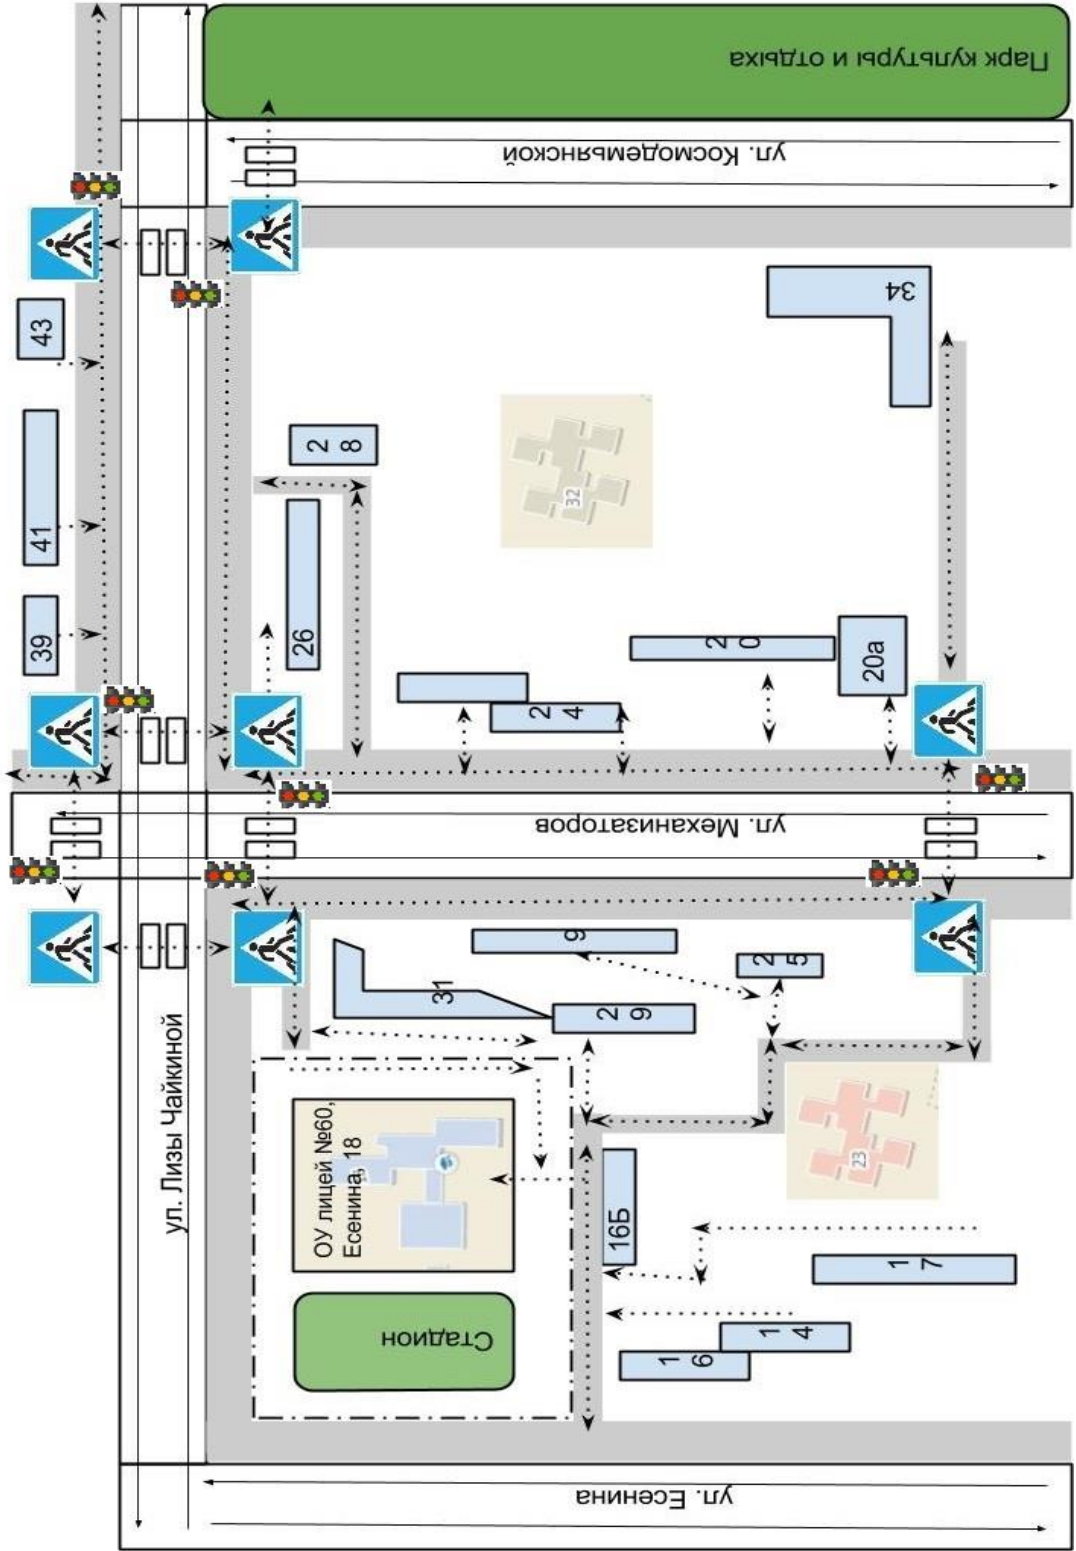 Парк культуры и отдыха
ул. Космодемьянской
43
34
41
28
32
39
26
20
20а
24
ул. Механизаторов
9
25
31
29
ул. Лизы Чайкиной
ОУ лицей №60,
Есенина, 18
23
16Б
17
Стадион
14
16
ул. Есенина